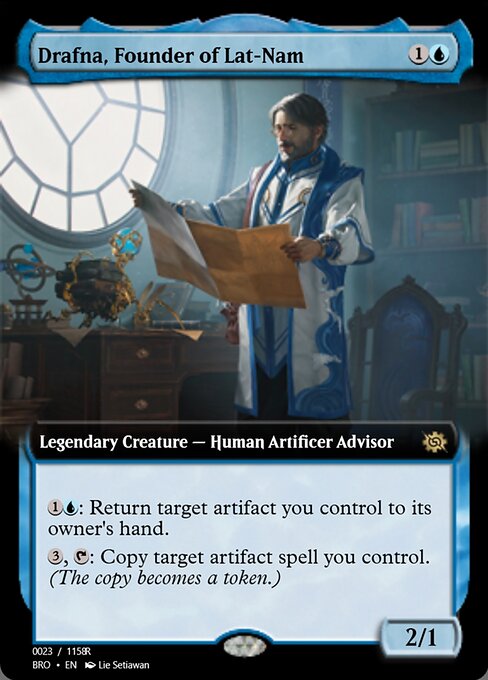 Drafna, Founder of Lat-Nam 1
Legendary Creature — Human Artificer Advisor
1: Return target artifact you control to its
owner's hand.
3, : Copy target artifact spell you control.
(The copy becomes a token.)
2/1
0023 / 1158R
BRO • EN Lie Setiawan